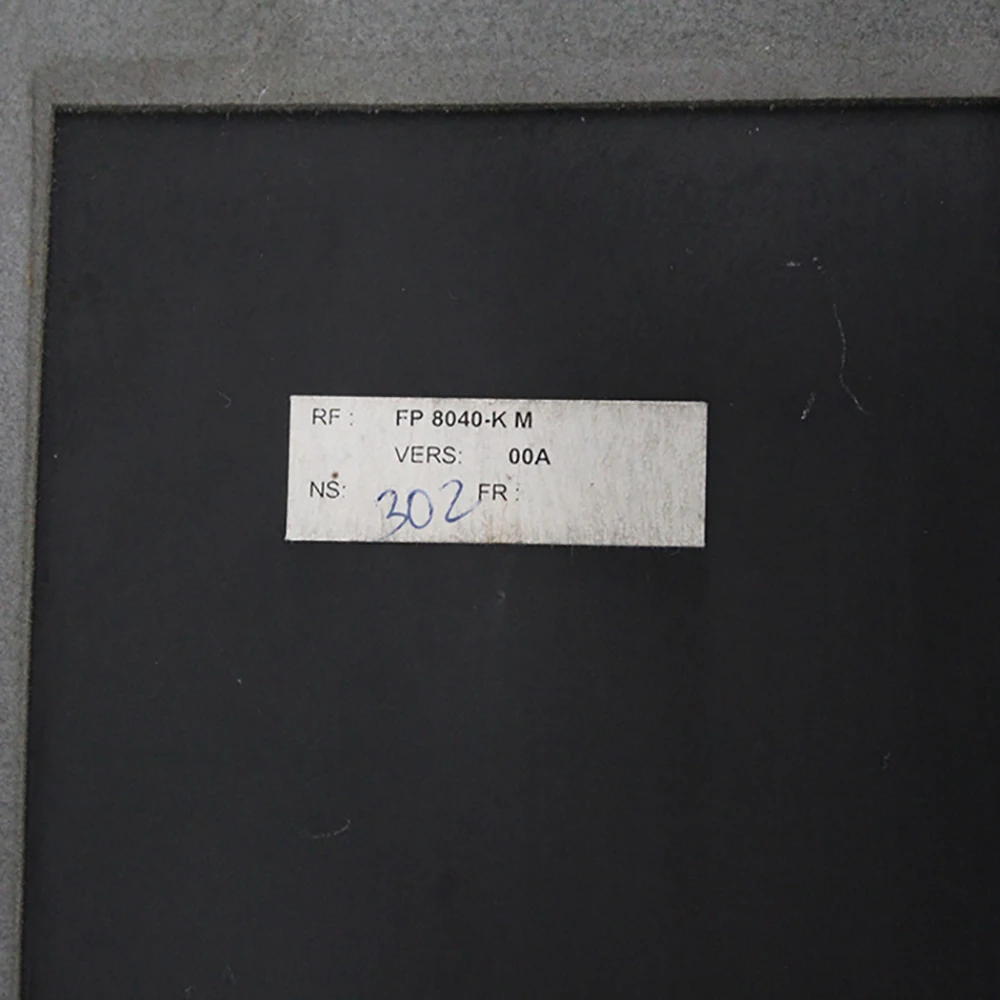 RF : FP 8040-K M
VERS: 00A
NS: 302 FR :